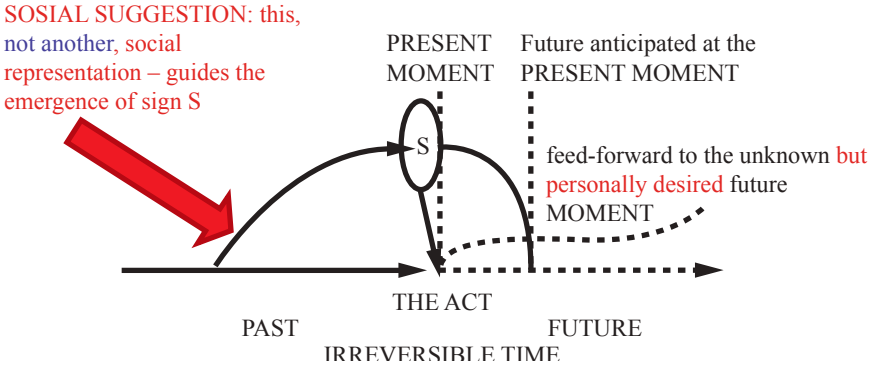 SOSIAL SUGGESTION: this,
not another, social
representation – guides the
emergence of sign S
PRESENT
MOMENT
Future anticipated at the
PRESENT MOMENT
S
feed-forward to the unknown but
personally desired future
MOMENT
THE ACT
PAST
FUTURE
IRREVERSIBLE TIME